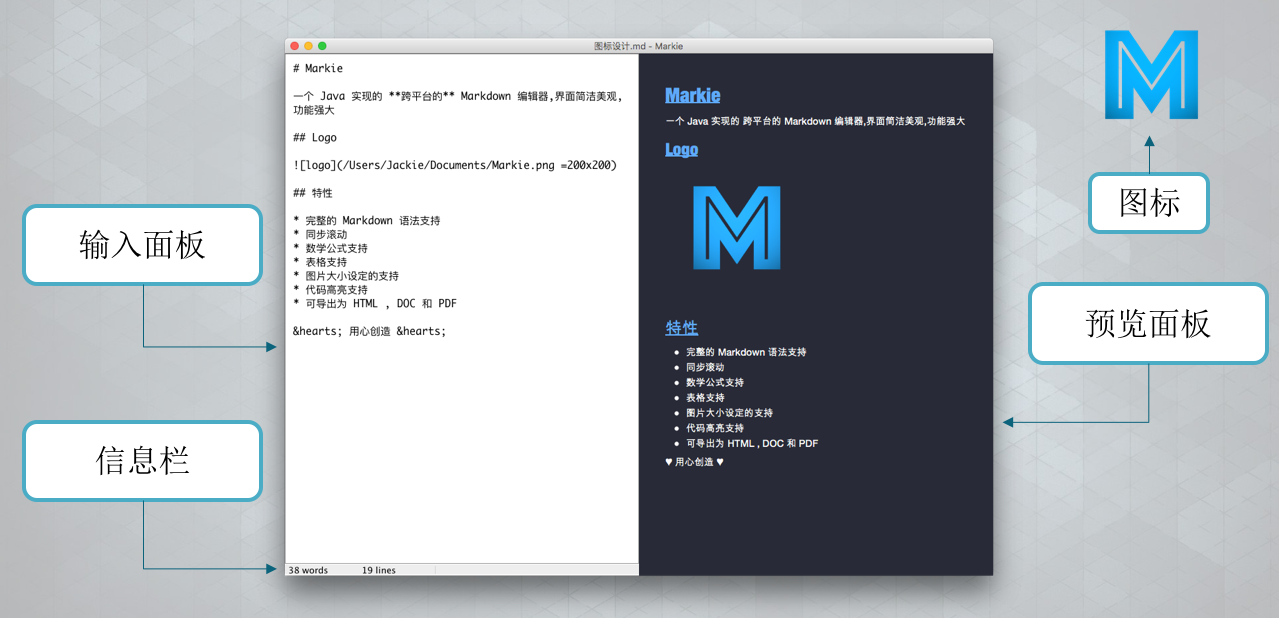 图标设计.md - Markie
# Markie
一个 Java 实现的 **跨平台的** Markdown 编辑器,界面简洁美观,
功能强大
## Logo
![logo](/Users/Jackie/Documents/Markie.png =200x200)
## 特性
* 完整的 Markdown 语法支持
* 同步滚动
* 数学公式支持
* 表格支持
* 图片大小设定的支持
* 代码高亮支持
* 可导出为 HTML , DOC 和 PDF
&hearts; 用心创造 &hearts;
38 words
19 lines
Markie
一个 Java 实现的 跨平台的 Markdown 编辑器,界面简洁美观,功能强大
Logo
M
特性
• 完整的 Markdown 语法支持
• 同步滚动
• 数学公式支持
• 表格支持
• 图片大小设定的支持
• 代码高亮支持
• 可导出为 HTML , DOC 和 PDF
♥ 用心创造 ♥
输入面板
信息栏
M
图标
预览面板